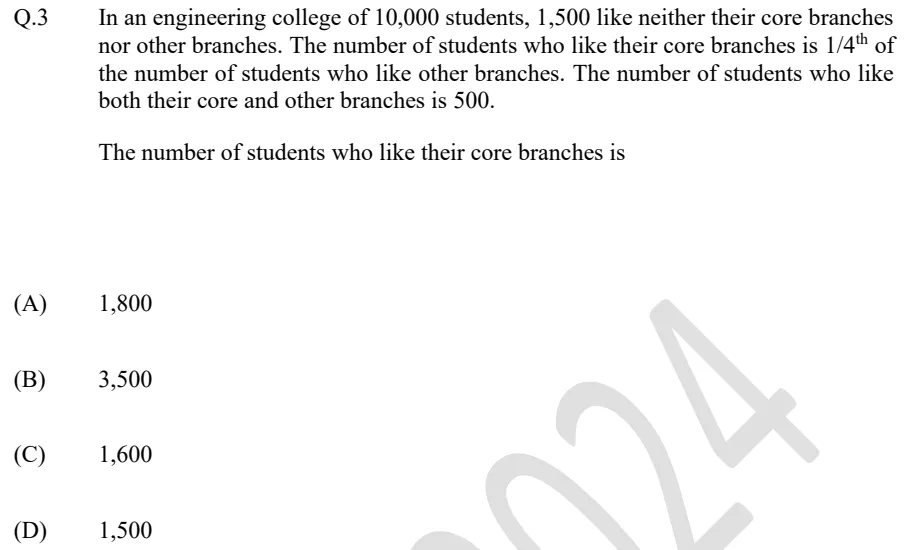 Q.3 In an engineering college of 10,000 students, 1,500 like neither their core branches
nor other branches. The number of students who like their core branches is 1/4th of
the number of students who like other branches. The number of students who like
both their core and other branches is 500.
The number of students who like their core branches is
(A) 1,800
(B) 3,500
(C) 1,600
(D) 1,500
024